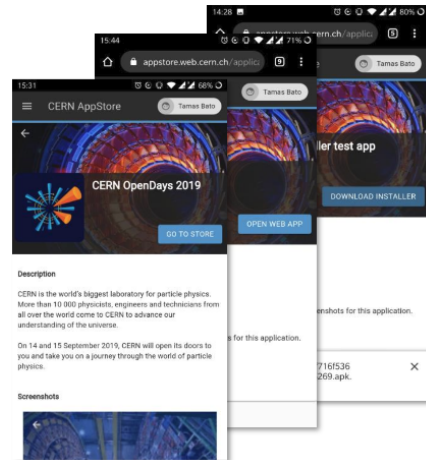 14:28
80%
appstore.web.cern.ch/applic
9
Tamas Bato
ller test app
DOWNLOAD INSTALLER
enshots for this application.
716f536
269.apk.
15:44
71%
appstore.web.cern.ch/applic
9
Tamas Bato
OPEN WEB APP
s for this application.
15:31
68%
CERN AppStore
Tamas Bato
CERN OpenDays 2019
GO TO STORE
Description
CERN is the world's biggest laboratory for particle physics.
More than 10 000 physicists, engineers and technicians from
all over the world come to CERN to advance our
understanding of the universe.
On 14 and 15 September 2019, CERN will open its doors to
you and take you on a journey through the world of particle
physics.
Screenshots